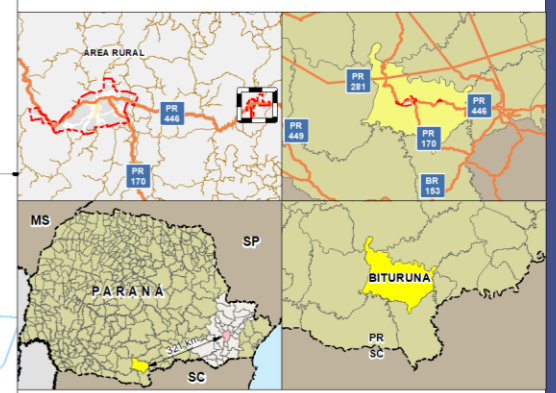 ÁREA RURAL
PR
446
PR
170
PR
281
PR
446
PR
449
PR
170
BR
153
MS
SP
PARANÁ
321 km
SC
BITURUNA
PR
SC